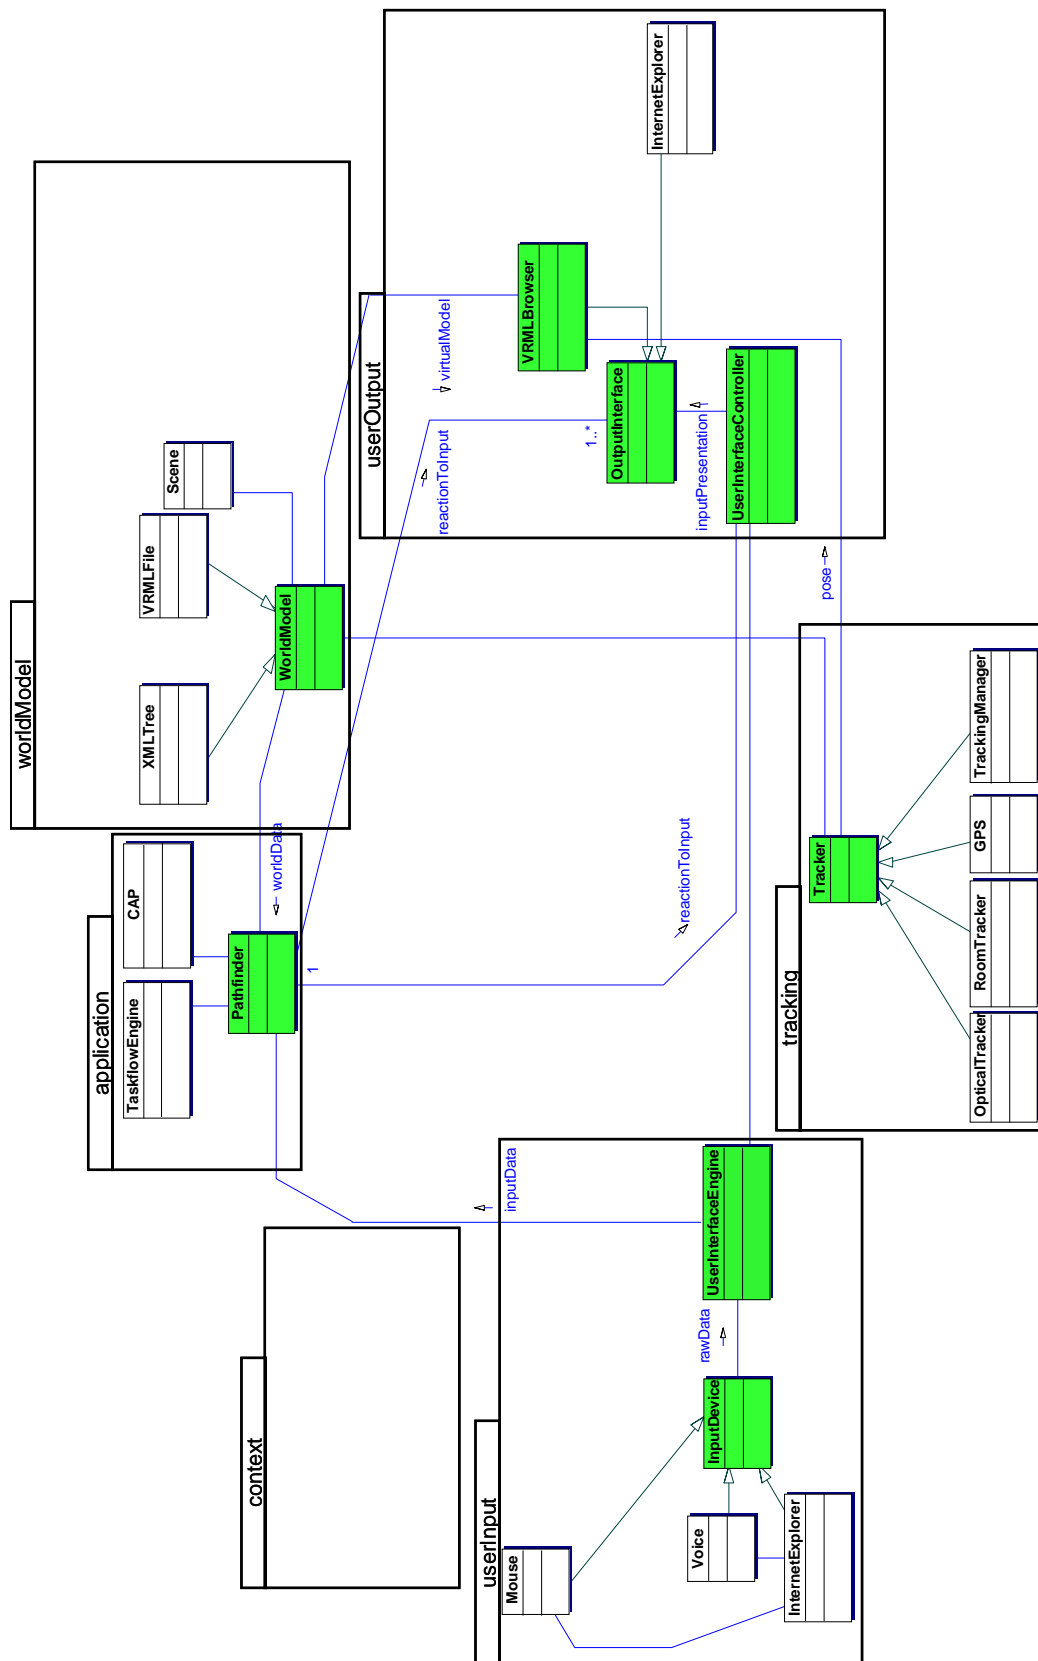 worldModel
XMLTree
VRMLFile
Scene
WorldModel
application
TaskflowEngine
CAP
Pathfinder
1
worldData
userOutput
virtualModel
reactionToInput
VRMLBrowser
InternetExplorer
OutputInterface
1..*
inputPresentation
UserInterfaceController
pose
reactionToInput
tracking
Tracker
OpticalTracker
RoomTracker
GPS
TrackingManager
context
userInput
inputData
Mouse
Voice
InternetExplorer
InputDevice
rawData
UserInterfaceEngine